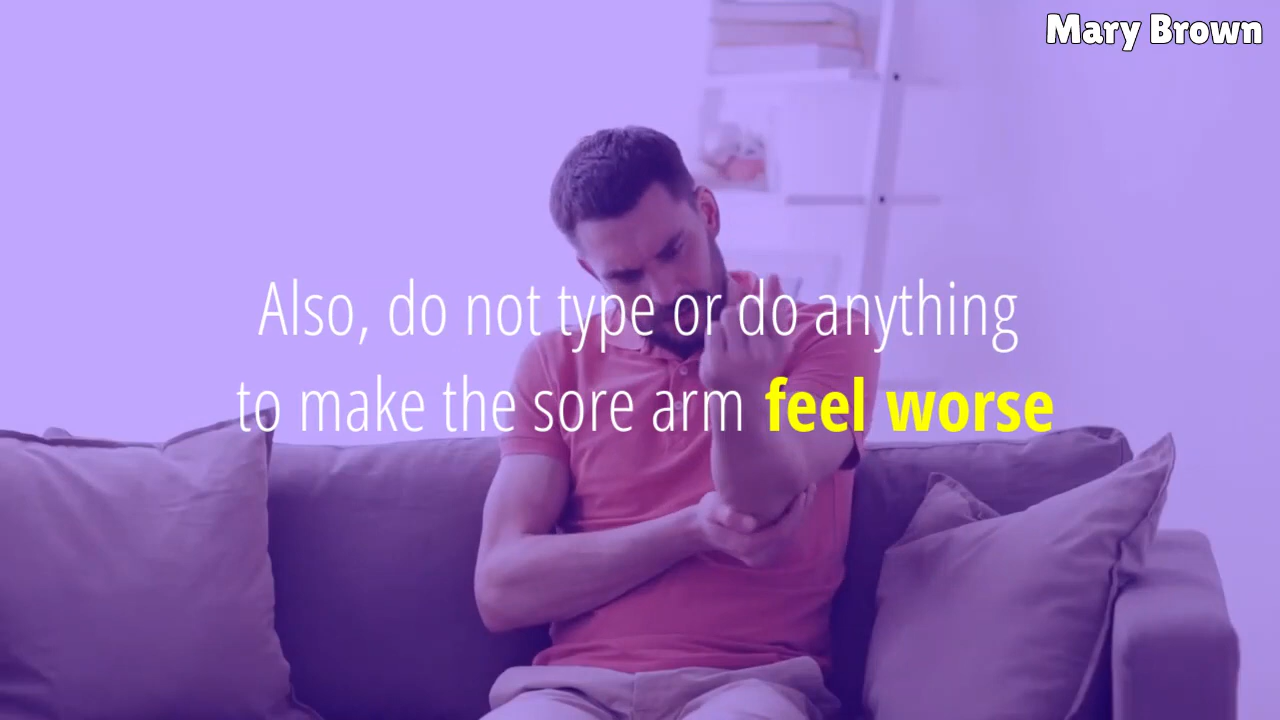 Mary Brown
Also, do not type or do anything
to make the sore arm feel worse